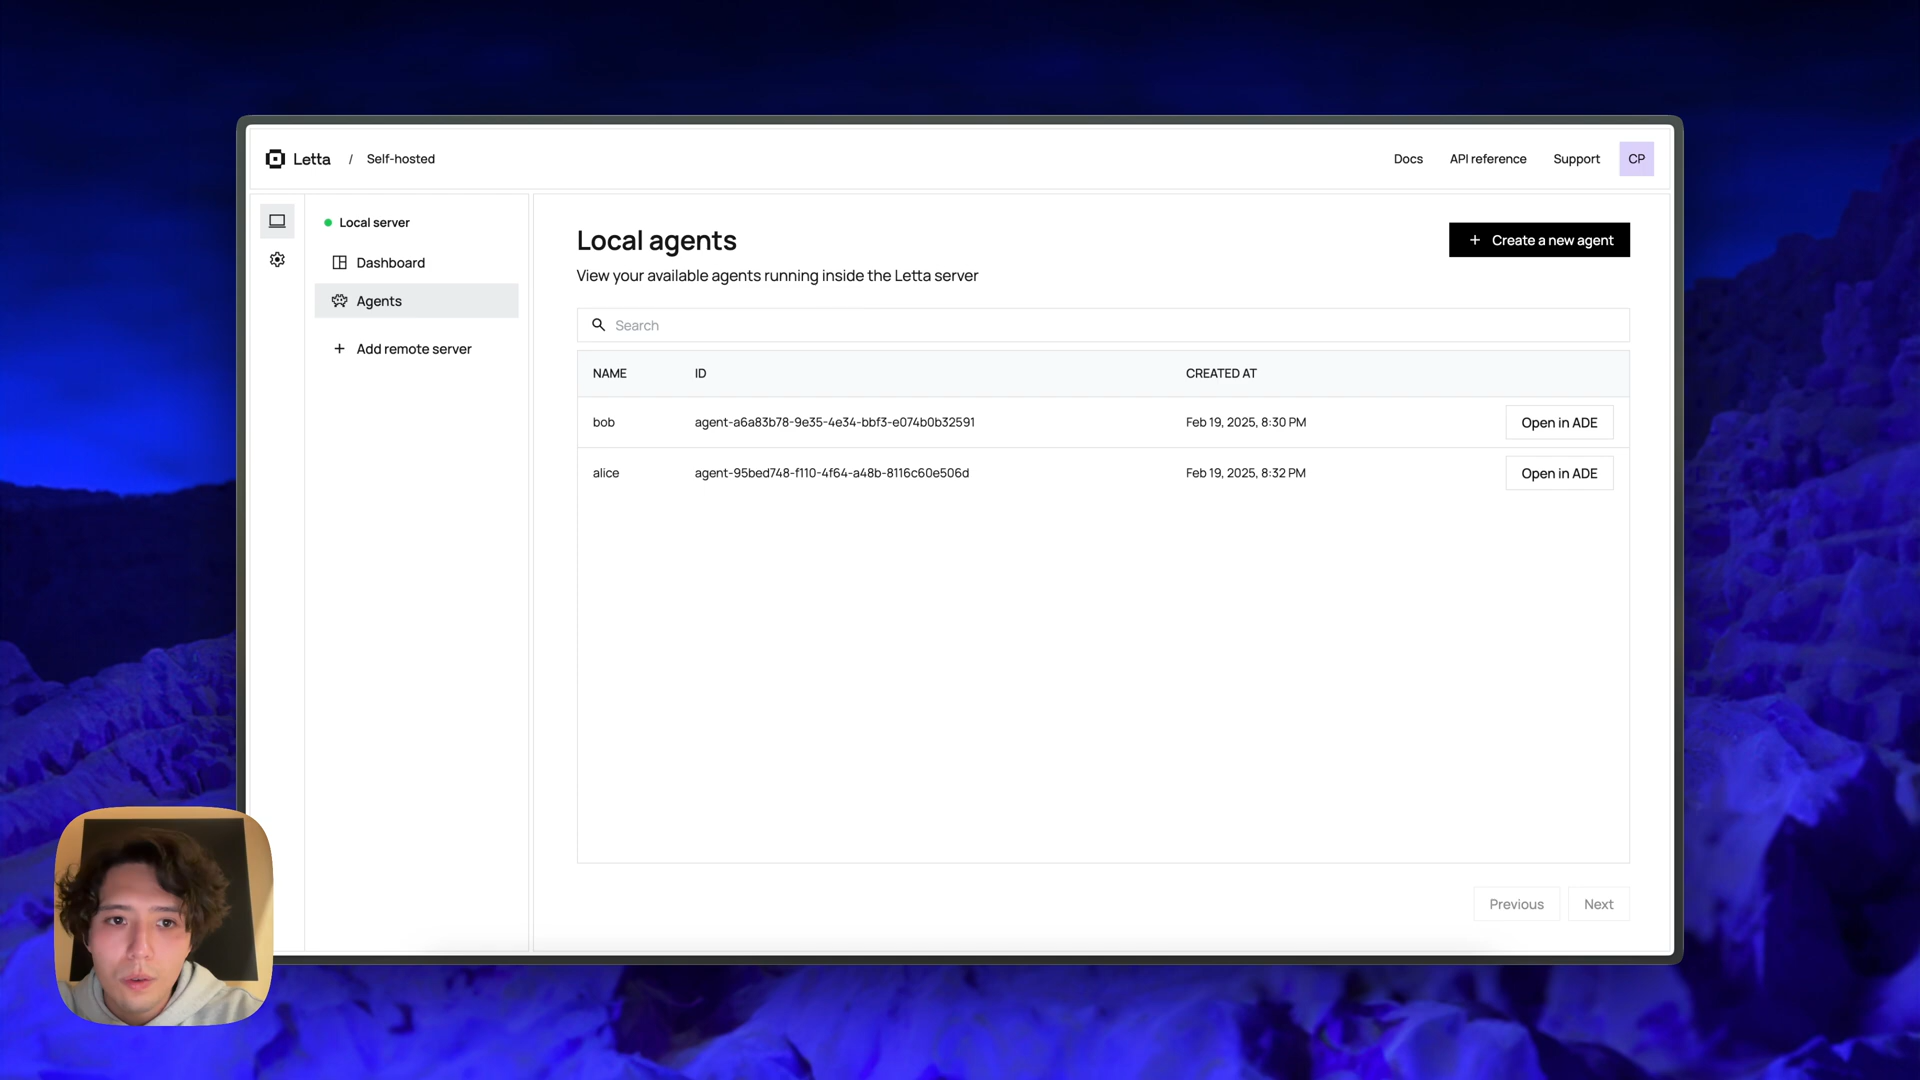 Letta / Self-hosted
Docs API reference Support CP
Local server
Dashboard
Agents
Add remote server
Local agents
Create a new agent
View your available agents running inside the Letta server
Search
NAME ID CREATED AT
bob agent-a6a83b78-9e35-4e34-bbf3-e074b0b32591 Feb 19, 2025, 8:30 PM Open in ADE
alice agent-95bed748-f110-4f64-a48b-8116c60e506d Feb 19, 2025, 8:32 PM Open in ADE
Previous Next